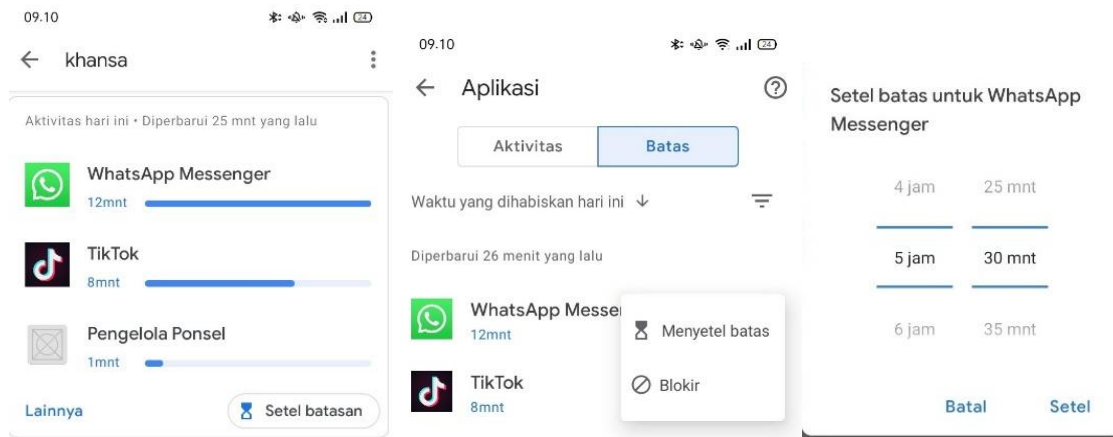 09.10
24
khansa
Aktivitas hari ini • Diperbarui 25 mnt yang lalu
WhatsApp Messenger
12mnt
TikTok
8mnt
Pengelola Ponsel
1mnt
Lainnya
Setel batasan
09.10
24
Aplikasi
Aktivitas
Batas
Waktu yang dihabiskan hari ini
Diperbarui 26 menit yang lalu
WhatsApp Messe
12mnt
Menyetel batas
TikTok
8mnt
Blokir
Setel batas untuk WhatsApp
Messenger
4 jam 25 mnt
5 jam 30 mnt
6 jam 35 mnt
Batal Setel